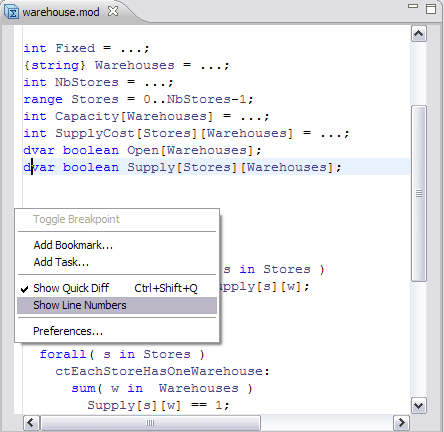 warehouse.mod
int Fixed = ...;
{string} Warehouses = ...;
int NbStores = ...;
range Stores = 0..NbStores-1;
int Capacity[Warehouses] = ...;
int SupplyCost[Stores][Warehouses] = ...;
dvar boolean Open[Warehouses];
dvar boolean Supply[Stores][Warehouses];
Toggle Breakpoint
Add Bookmark...
Add Task...
s in Stores )
Show Quick Diff Ctrl+Shift+Q
pply[s][w];
Show Line Numbers
Preferences...
forall( s in Stores )
ctEachStoreHasOneWarehouse:
sum( w in Warehouses )
Supply[s][w] == 1;